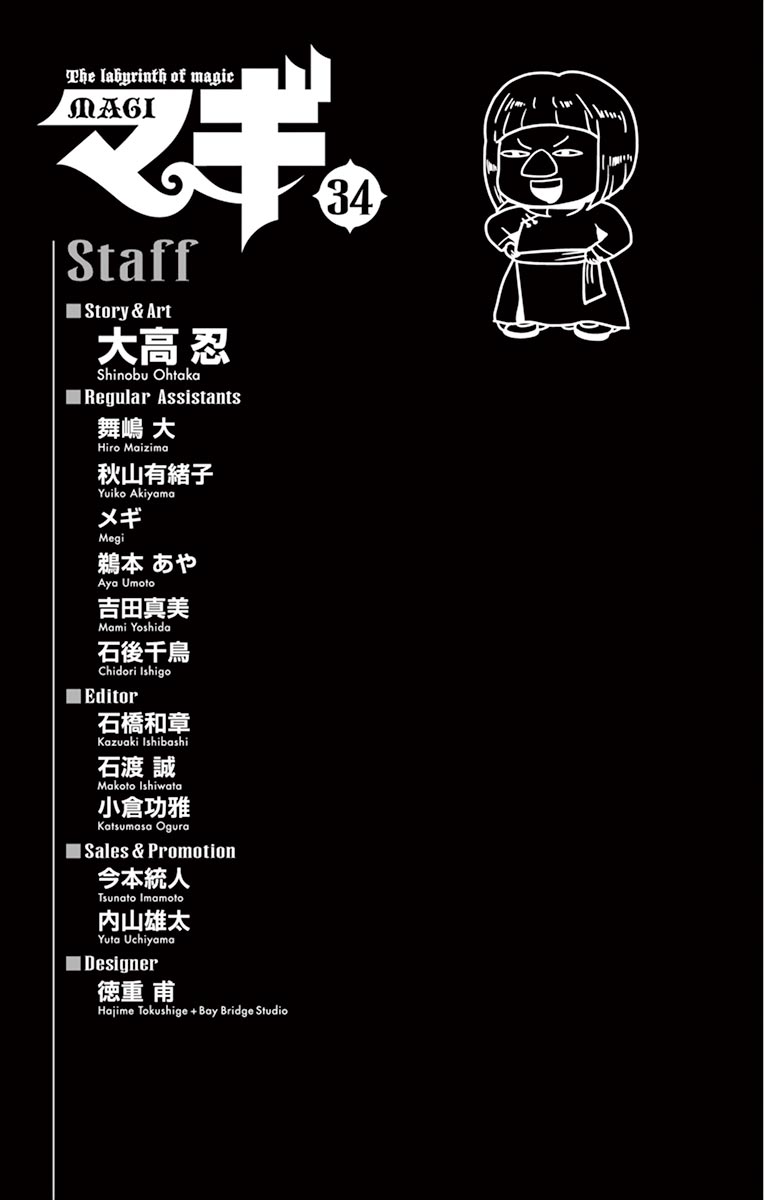 The labyrinth of magic
MAGI
マギ
34
Staff
■Story & Art
大高 忍
Shinobu Ohtaka
■Regular Assistants
舞嶋 大
Hiro Maizima
秋山有緒子
Yuiko Akiyama
メギ
Megi
鵜本 あや
Aya Umoto
吉田真美
Mami Yoshida
石後千鳥
Chidori Ishigo
■Editor
石橋和章
Kazuaki Ishibashi
石渡 誠
Makoto Ishiwata
小倉功雅
Katsumasa Ogura
■Sales & Promotion
今本統人
Tsunato Imamoto
内山雄太
Yuta Uchiyama
■Designer
徳重 甫
Hajime Tokushige + Bay Bridge Studio